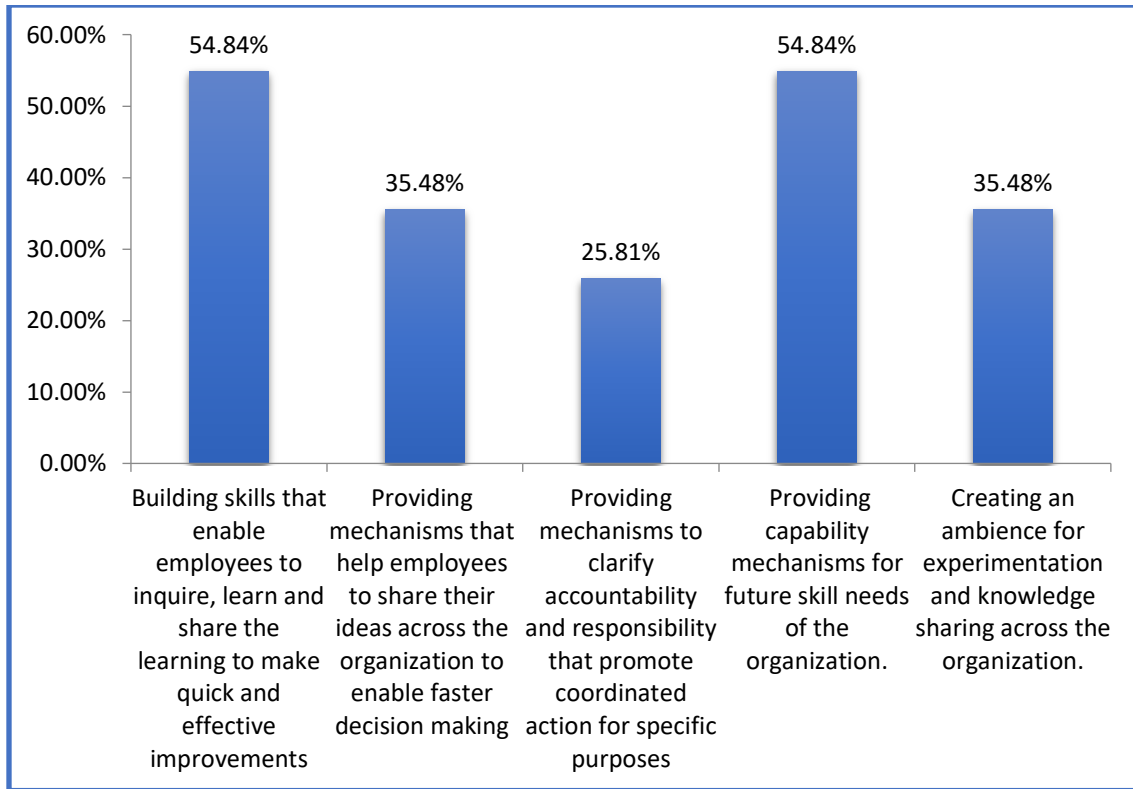 60.00%
50.00%
40.00%
30.00%
20.00%
10.00%
0.00%
54.84%
35.48%
25.81%
54.84%
35.48%
Building skills that
enable
employees to
inquire, learn and
share the
learning to make
quick and
effective
improvements
Providing
mechanisms that
help employees
to share their
ideas across the
organization to
enable faster
decision making
Providing
mechanisms to
clarify
accountability
and responsibility
that promote
coordinated
action for specific
purposes
Providing
capability
mechanisms for
future skill needs
of the
organization.
Creating an
ambience for
experimentation
and knowledge
sharing across the
organization.